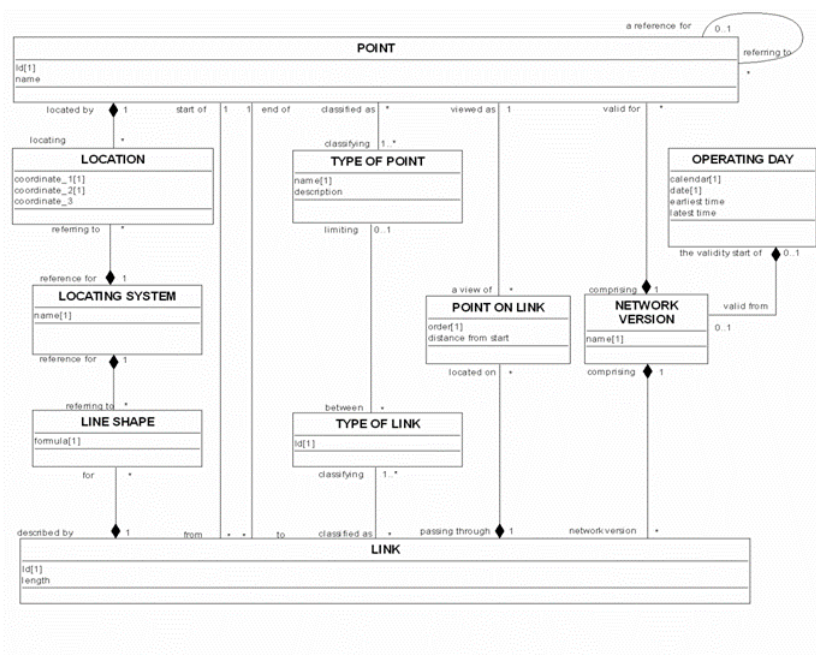 a reference for 0..1
POINT
referring to
Id[1]
name
*
located by 1 start of 1 1 end of classified as * viewed as 1 valid for *
locating * classifying 1..*
LOCATION TYPE OF POINT OPERATING DAY
coordinate_1[1] name[1] calendar[1]
coordinate_2[1] description date[1]
coordinate_3 earliest time
latest time
referring to * limiting 0..1
the validity start of 0..1
reference for 1
a view of * comprising 1
LOCATING SYSTEM POINT ON LINK NETWORK
VERSION
valid from
name[1] order[1] 0..1
distance from start name[1]
reference for 1 located on * comprising 1
referring to * between *
LINE SHAPE TYPE OF LINK
formula[1] Id[1]
for * classifying 1..*
described by 1 from * * to classified as * passing through 1 network version *
LINK
Id[1]
length